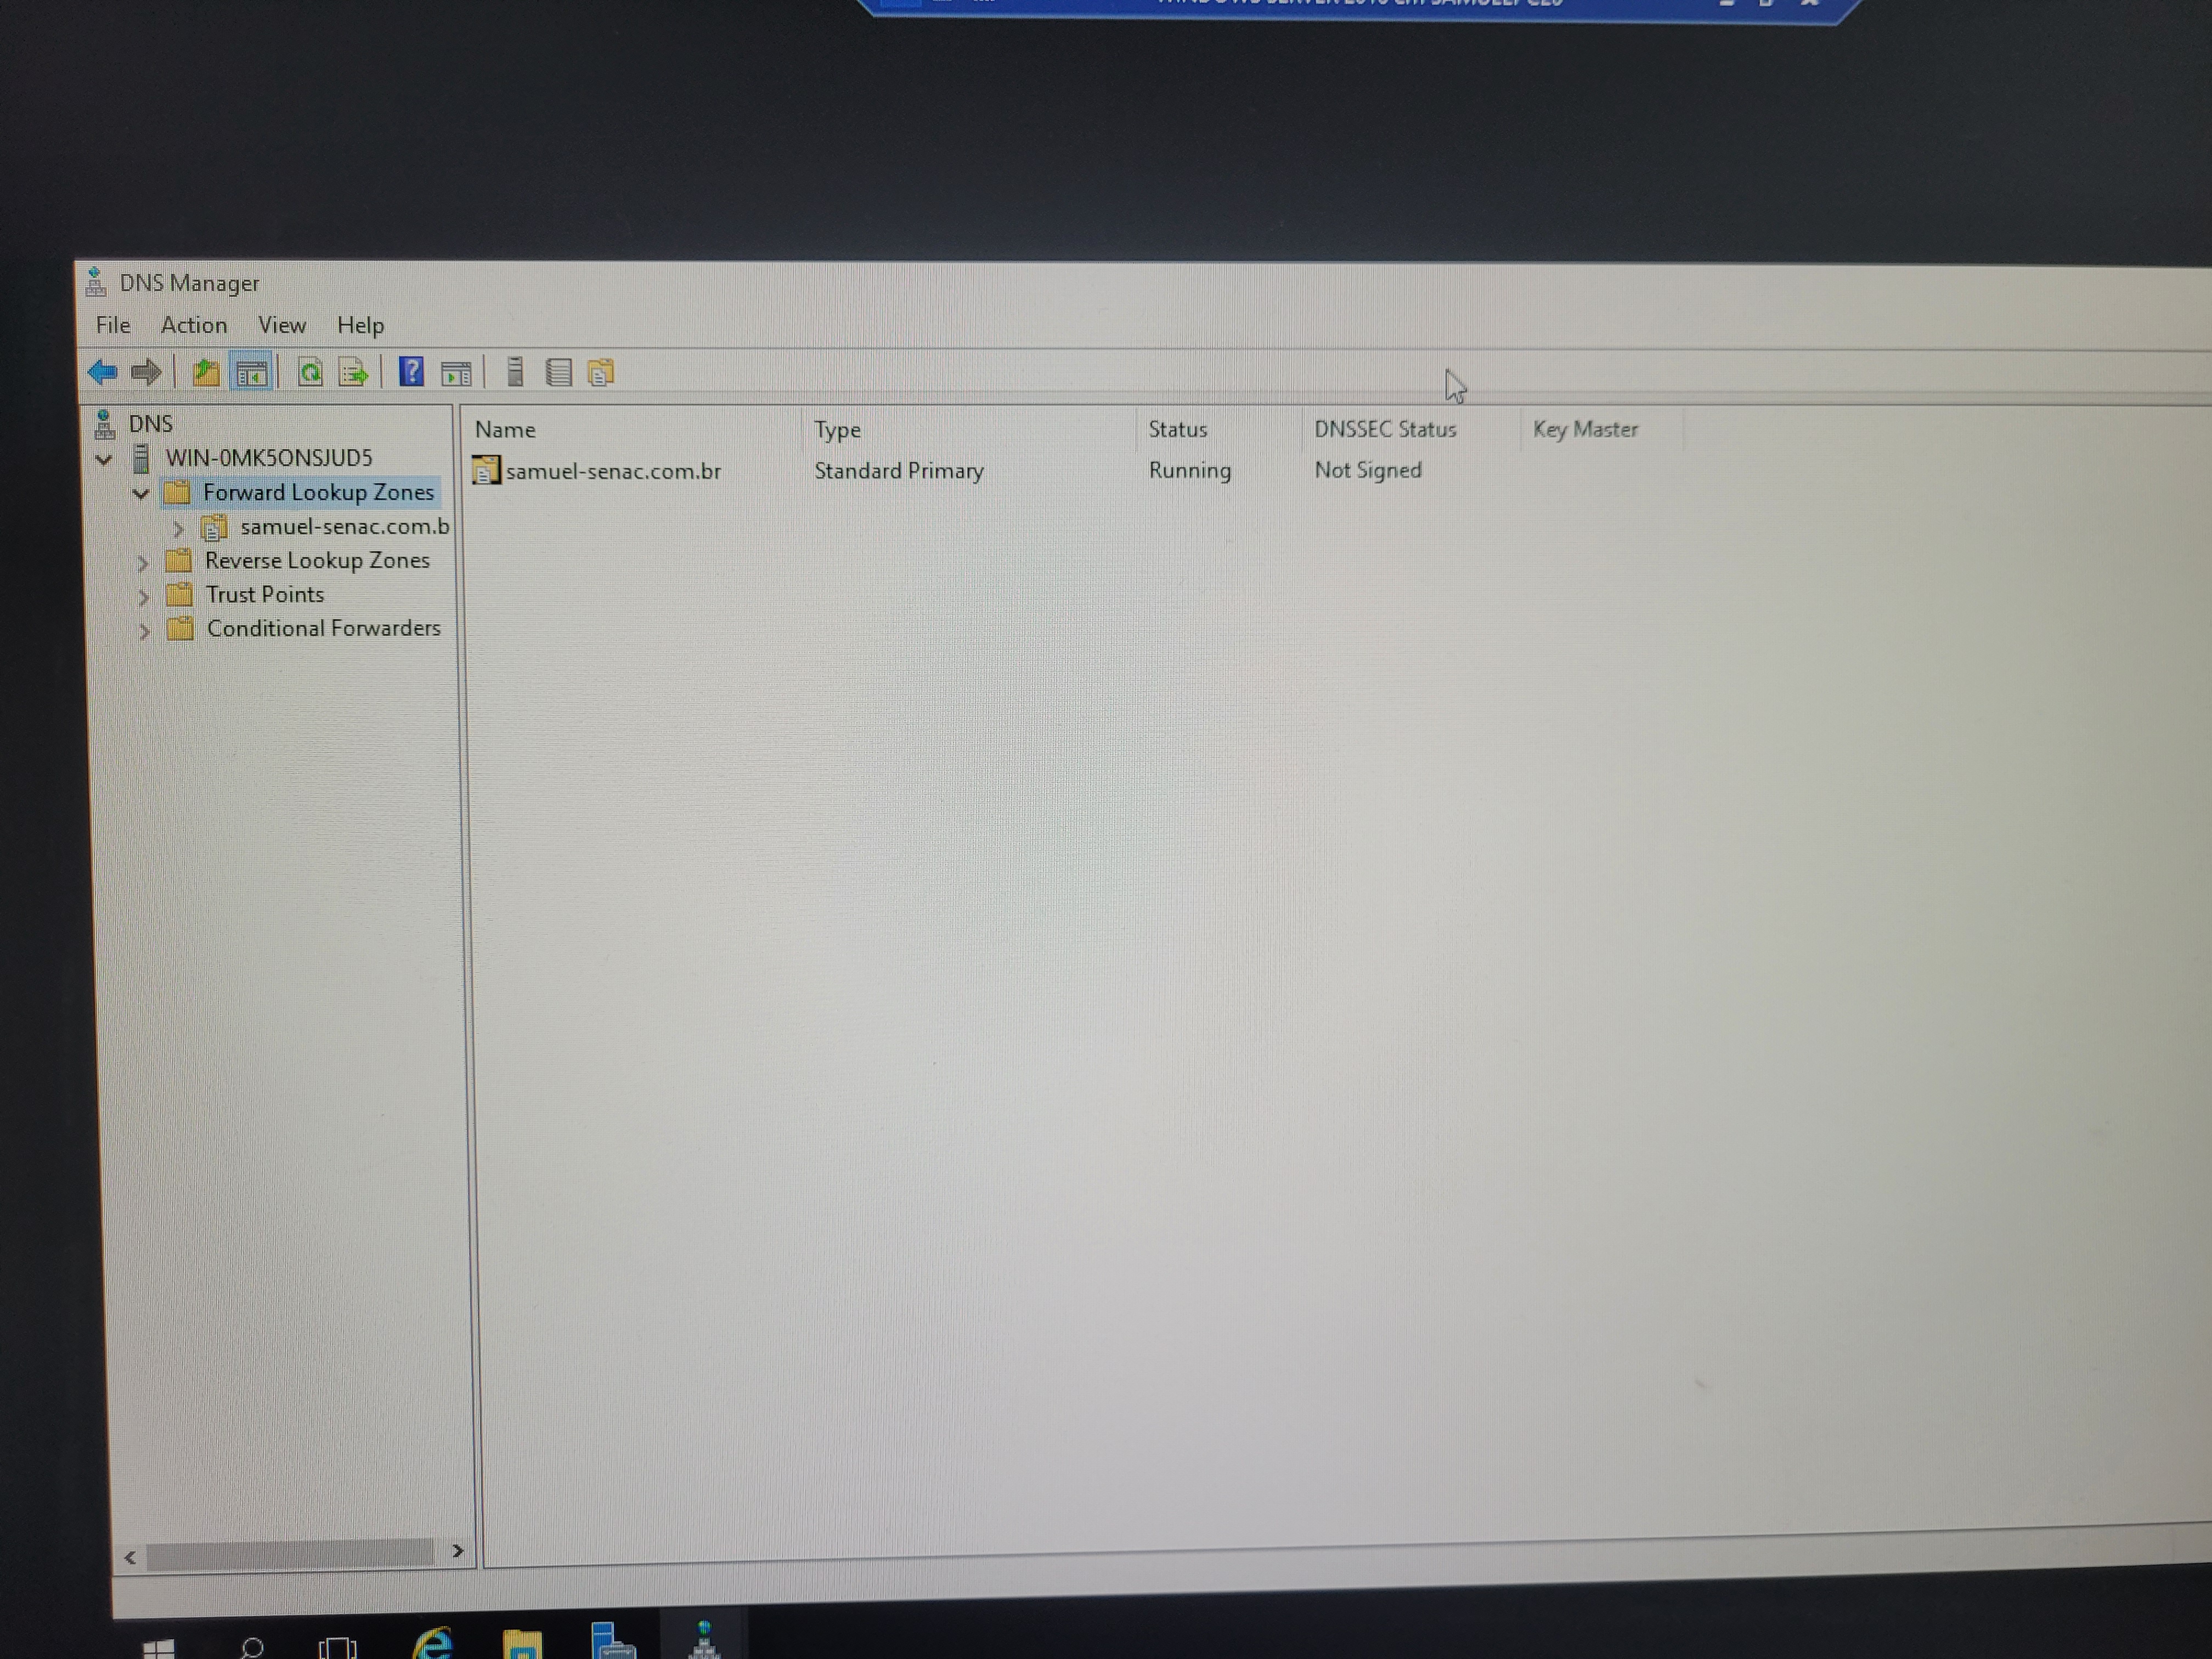 DNS Manager
File Action View Help
DNS
WIN-0MK5ONSJUD5
Forward Lookup Zones
samuel-senac.com.b
Reverse Lookup Zones
Trust Points
Conditional Forwarders
Name Type Status DNSSEC Status Key Master
samuel-senac.com.br Standard Primary Running Not Signed